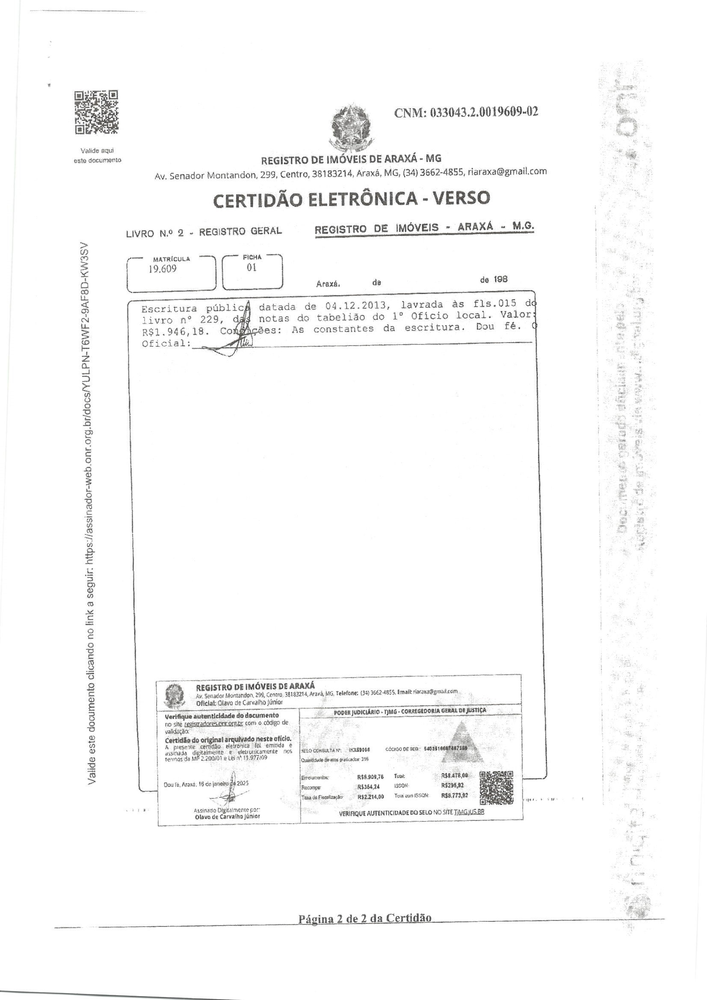 CNM: 033043.2.0019609-02
Valide aqui
este documento
REGISTRO DE IMÓVEIS DE ARAXÁ - MG
Av. Senador Montandon, 299, Centro, 38183214, Araxá, MG, (34) 3662-4855, riaraxa@gmail.com
CERTIDÃO ELETRÔNICA - VERSO
LIVRO N.º 2 - REGISTRO GERAL
REGISTRO DE IMÓVEIS - ARAXÁ - M.G.
MATRÍCULA
19.609
FICHA
01
Araxá, de de 198
Escritura pública datada de 04.12.2013, lavrada às fls.015 do
livro nº 229, das notas do tabelião do 1º Ofício local. Valor:
R$1.946,18. Condições: As constantes da escritura. Dou fé. O
Oficial:
Valide este documento clicando no link a seguir: https://assinador-web.onr.org.br/docs/YULPN-T6WF2-9AF8D-KW3SV
REGISTRO DE IMÓVEIS DE ARAXÁ
Av. Senador Montandon, 299, Centro, 38183214, Araxá, MG, Telefone: (34) 3662-4855, Email: riaraxa@gmail.com
Oficial: Olavo de Carvalho Júnior
Verifique autenticidade do documento
no site registradores.onr.org.br com o código de
validação:
Certidão do original arquivado neste ofício.
A presente certidão eletronica foi emitida e
assinada digitalmente e eletronicamente nos
termos da MP 2.200/01 e Lei nº 11.977/09
Dou fé, Araxá, 16 de janeiro de 2025
Assinado Digitalmente por:
Olavo de Carvalho Júnior
PODER JUDICIÁRIO - TJMG - CORREGEDORIA GERAL DE JUSTIÇA
SELO CONSULTA Nº: CÓDIGO DE SEG.:
Quantidade de atos praticados: 216
Emolumentos: Total: R$8.478,00
Recompe: R$364,24 ISSQN: R$295,92
Taxa de Fiscalização: R$2.214,00 Total com ISSQN: R$8.773,92
VERIFIQUE AUTENTICIDADE DO SELO NO SITE TJMG.JUS.BR
Página 2 de 2 da Certidão